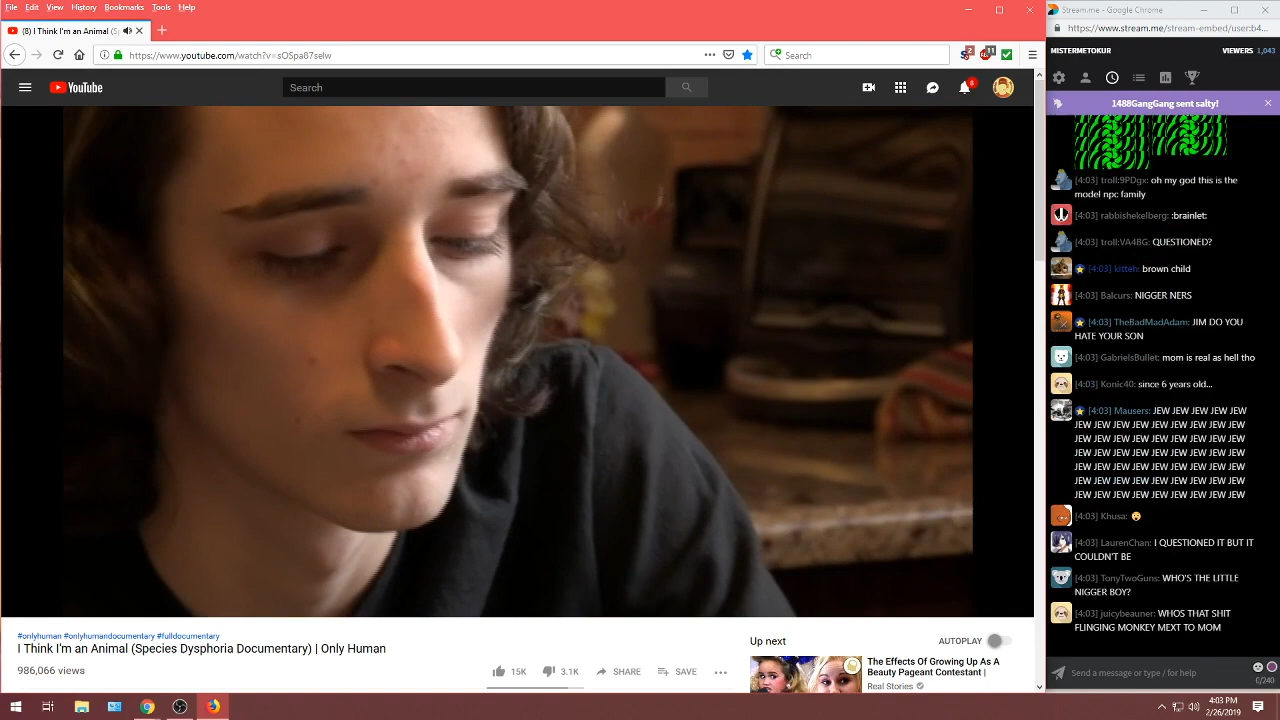 File Edit View History Bookmarks Tools Help
(8) I Think I'm an Animal (S
https://www.youtube.com/watch?v=sOSpa87selw
Search
2
11
YouTube
Search
8
#onlyhuman #onlyhumandocumentary #fulldocumentary
I Think I'm an Animal (Species Dysphoria Documentary) | Only Human
986,066 views
15K
3.1K
SHARE
SAVE
Up next
AUTOPLAY
The Effects Of Growing Up As A
Beauty Pageant Contestant |
Real Stories
Stream.me - Google Chrome
https://www.stream.me/stream-embed/user:b4...
MISTERMETOKUR
VIEWERS 1,043
1488GangGang sent salty!
[4:03] troll:9PDgx: oh my god this is the
model npc family
[4:03] rabbishekelberg: :brainlet:
[4:03] troll:VA4BG: QUESTIONED?
[4:03] kitteh: brown child
[4:03] Balcurs: NIGGER NERS
[4:03] TheBadMadAdam: JIM DO YOU
HATE YOUR SON
[4:03] GabrielsBullet: mom is real as hell tho
[4:03] Konic40: since 6 years old...
[4:03] Mausers: JEW JEW JEW JEW JEW
JEW JEW JEW JEW JEW JEW JEW JEW JEW
JEW JEW JEW JEW JEW JEW JEW JEW JEW
JEW JEW JEW JEW JEW JEW JEW JEW JEW
JEW JEW JEW JEW JEW JEW JEW JEW JEW
JEW JEW JEW JEW JEW JEW JEW JEW JEW
JEW JEW JEW JEW JEW JEW JEW JEW JEW
[4:03] Khusa:
[4:03] LaurenChan: I QUESTIONED IT BUT IT
COULDN'T BE
[4:03] TonyTwoGuns: WHO'S THE LITTLE
NIGGER BOY?
[4:03] juicybeauner: WHOS THAT SHIT
FLINGING MONKEY MEXT TO MOM
Send a message or type / for help
0/240
4:03 PM
2/26/2019